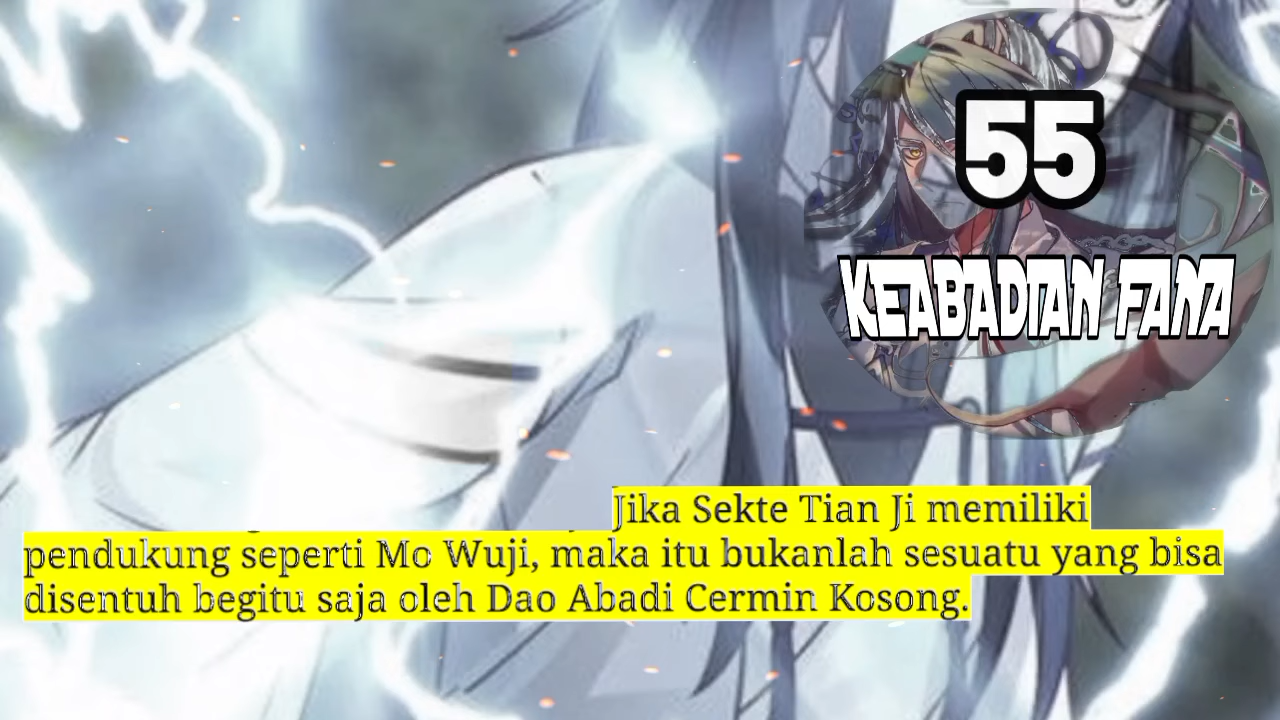 55
KEABADIAN FANA
Jika Sekte Tian Ji memiliki
pendukung seperti Mo Wuji, maka itu bukanlah sesuatu yang bisa
disentuh begitu saja oleh Dao Abadi Cermin Kosong.